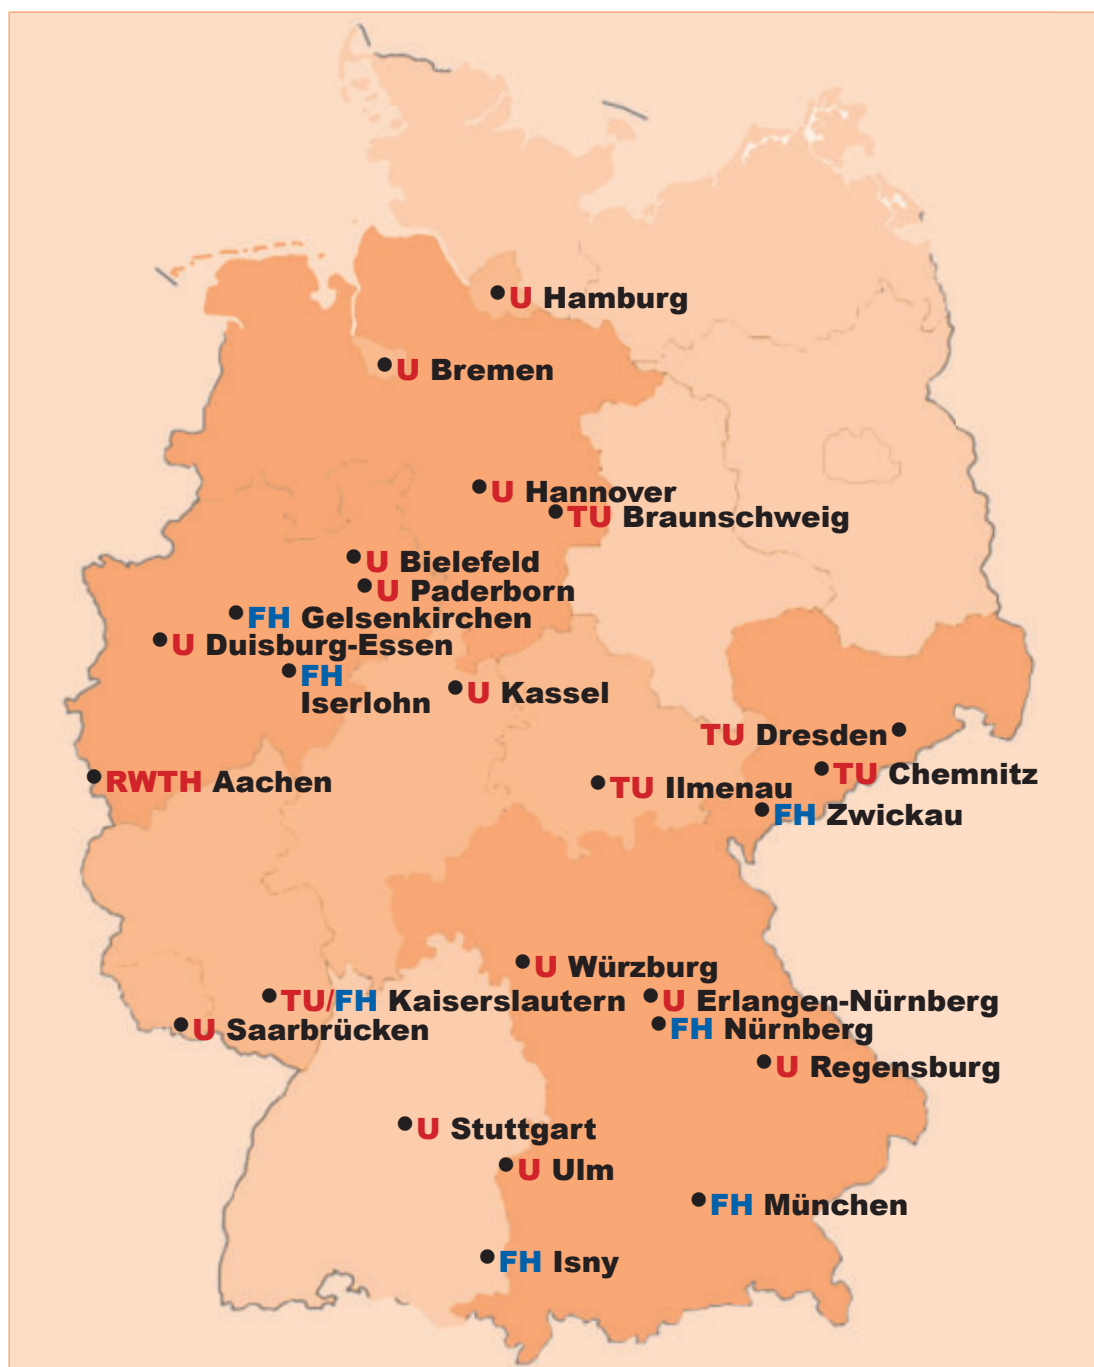 U Hamburg
U Bremen
U Hannover
TU Braunschweig
U Bielefeld
U Paderborn
FH Gelsenkirchen
U Duisburg-Essen
FH
Iserlohn
U Kassel
TU Dresden
RWTH Aachen
TU Ilmenau
TU Chemnitz
FH Zwickau
U Würzburg
TU/FH Kaiserslautern
U Erlangen-Nürnberg
U Saarbrücken
FH Nürnberg
U Regensburg
U Stuttgart
U Ulm
FH München
FH Isny